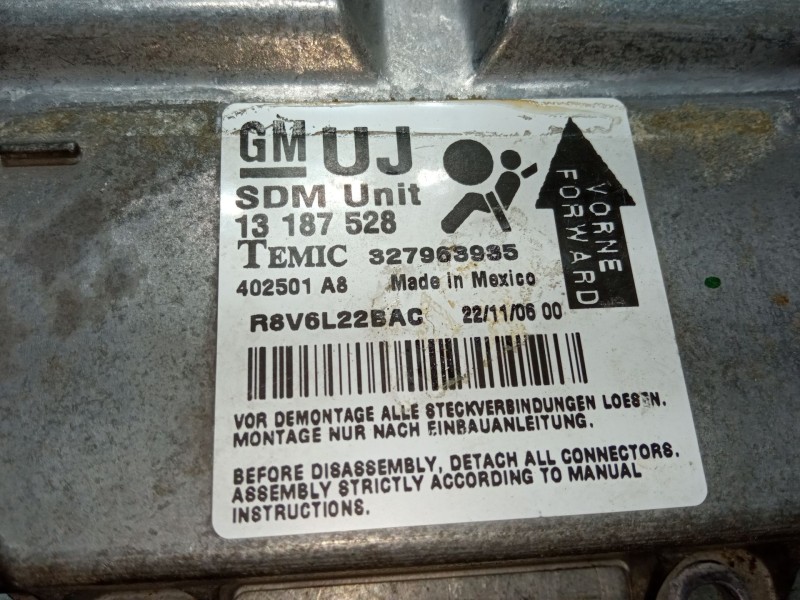 GM UJ
SDM Unit
13 187 528
TEMIC 327963935
402501 A8 Made in Mexico
R8V6L22BAC 22/11/06 00
VORNE
FORWARD
VOR DEMONTAGE ALLE STECKVERBINDUNGEN LOESEN.
MONTAGE NUR NACH EINBAUANLEITUNG.
BEFORE DISASSEMBLY, DETACH ALL CONNECTORS.
ASSEMBLY STRICTLY ACCORDING TO MANUAL
INSTRUCTIONS.